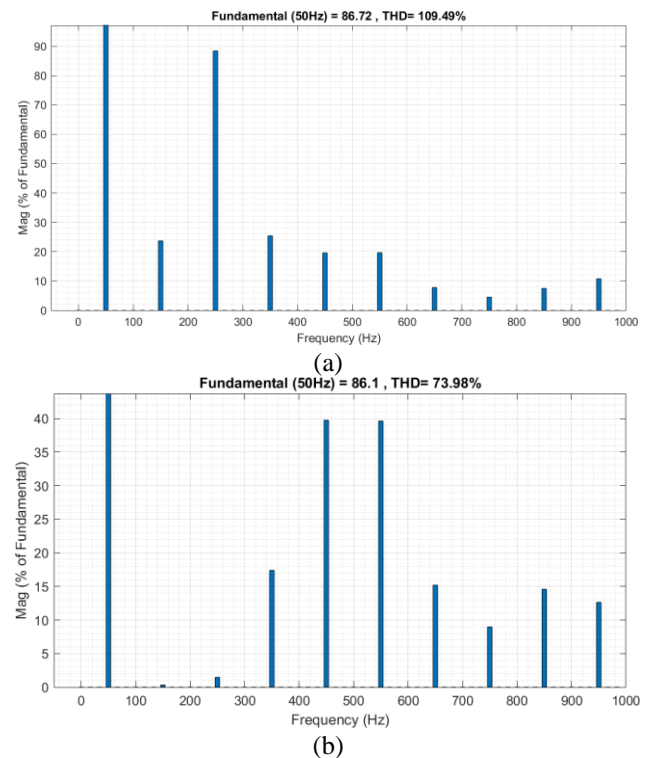 Fundamental (50Hz) = 86.72 , THD= 109.49%
90
80
70
60
50
40
30
20
10
0
Mag (% of Fundamental)
0 100 200 300 400 500 600 700 800 900 1000
Frequency (Hz)
(a)
Fundamental (50Hz) = 86.1 , THD= 73.98%
40
35
30
25
20
15
10
5
0
Mag (% of Fundamental)
0 100 200 300 400 500 600 700 800 900 1000
Frequency (Hz)
(b)